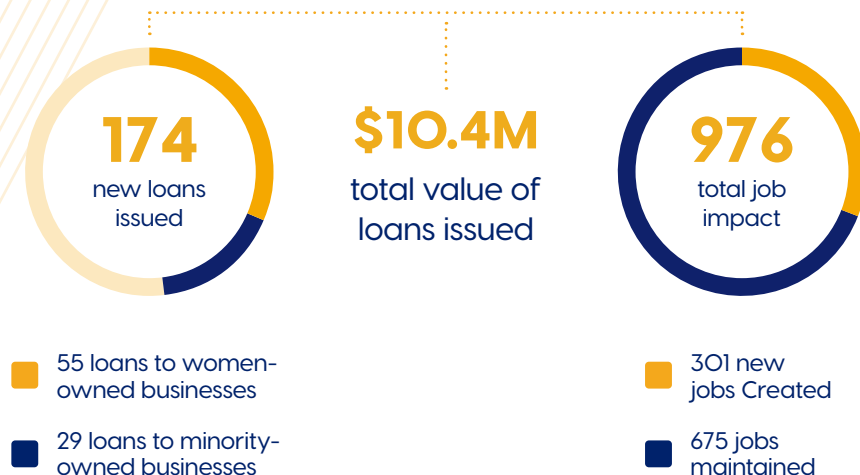 174
new loans
issued
$10.4M
total value of
loans issued
976
total job
impact
55 loans to women-
owned businesses
29 loans to minority-
owned businesses
301 new
jobs Created
675 jobs
maintained